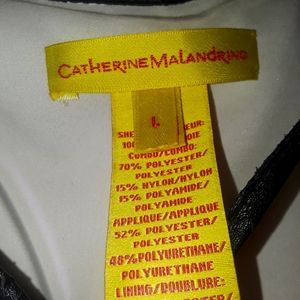 CATHERINE MALANDRINO
L
COMBO/COMBO:
70% POLYESTER/
POLYESTER
15% NYLON/NYLON
15% POLYAMIDE/
POLYAMIDE
APPLIQUE/APPLIQUE
52% POLYESTER/
POLYESTER
48% POLYURETHANE/
POLYURETHANE
LINING/DOUBLURE: